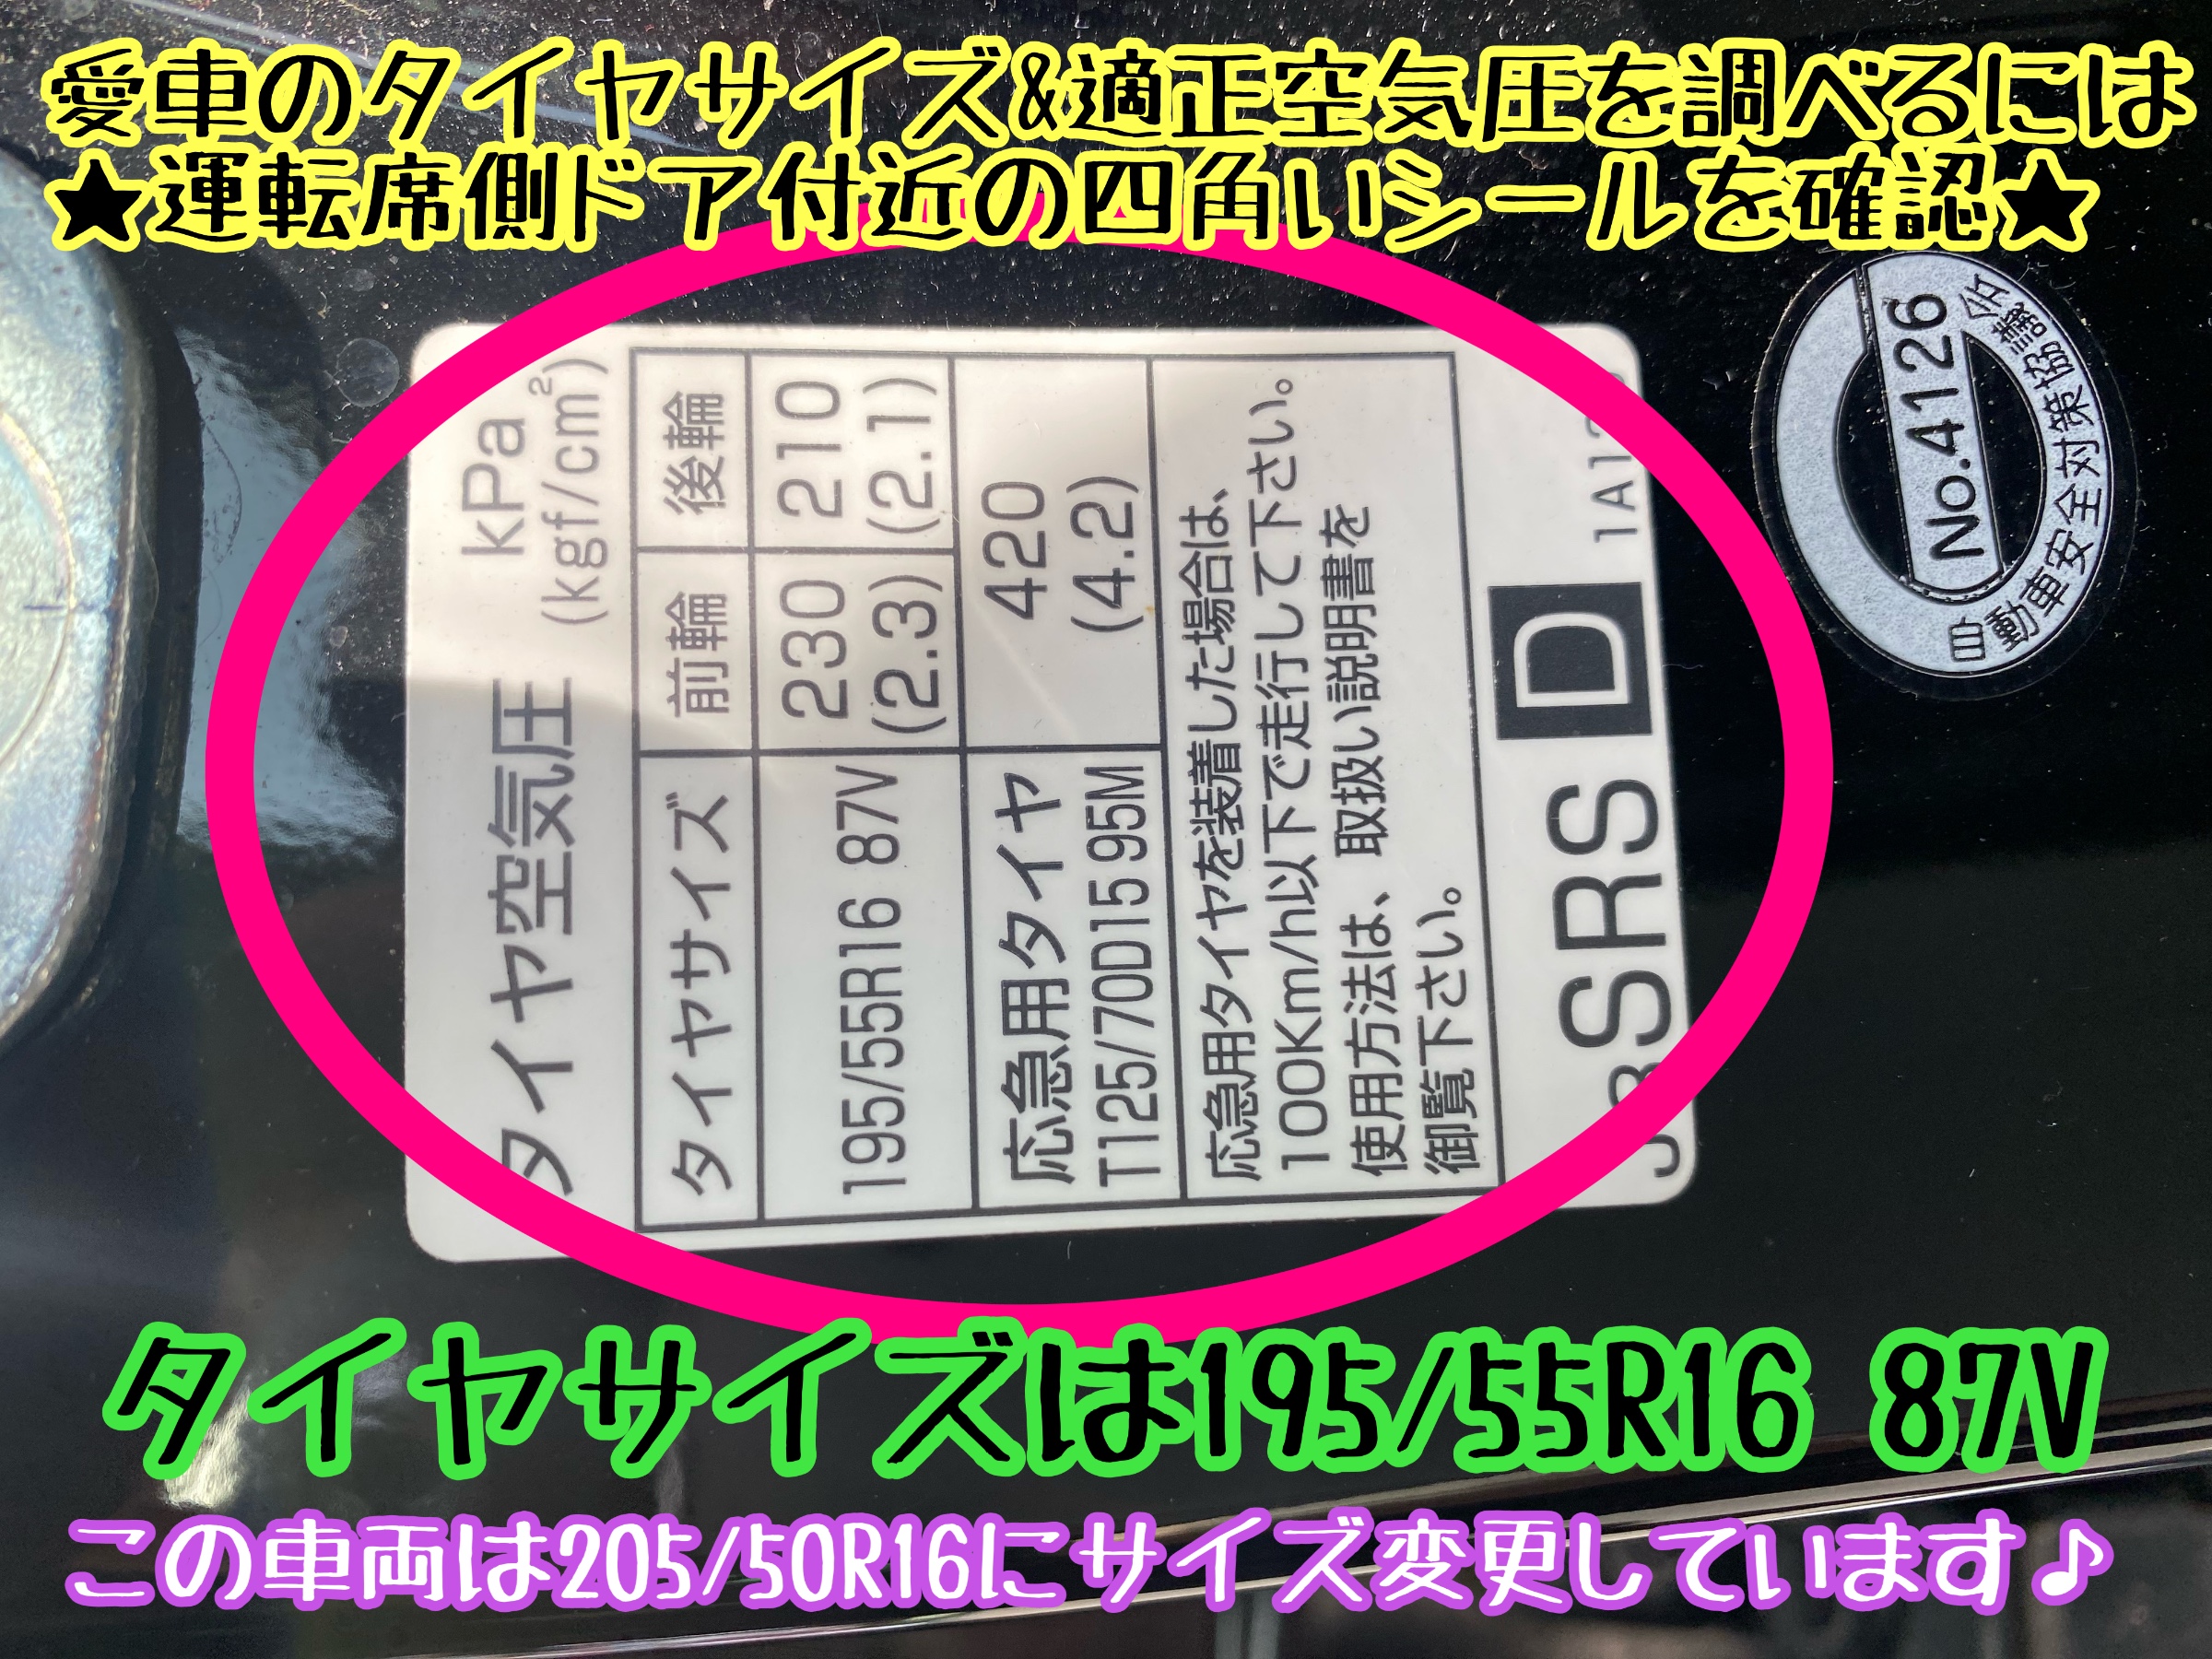 愛車のタイヤサイズ&適正空気圧を調べるには
★運転席側ドア付近の四角いシールを確認★
タイヤ空気圧 kPa
(kgf/cm²)
タイヤサイズ 前輪 後輪
195/55R16 87V 230 210
(2.3) (2.1)
応急用タイヤ 420
T125/70D15 95M (4.2)
応急用タイヤを装着した場合は、
100Km/h以下で走行して下さい。
使用方法は、取扱い説明書を
御覧下さい。
SRS D
No.4126
自動車安全対策協議会
タイヤサイズは195/55R16 87V
この車両は205/50R16にサイズ変更しています♪